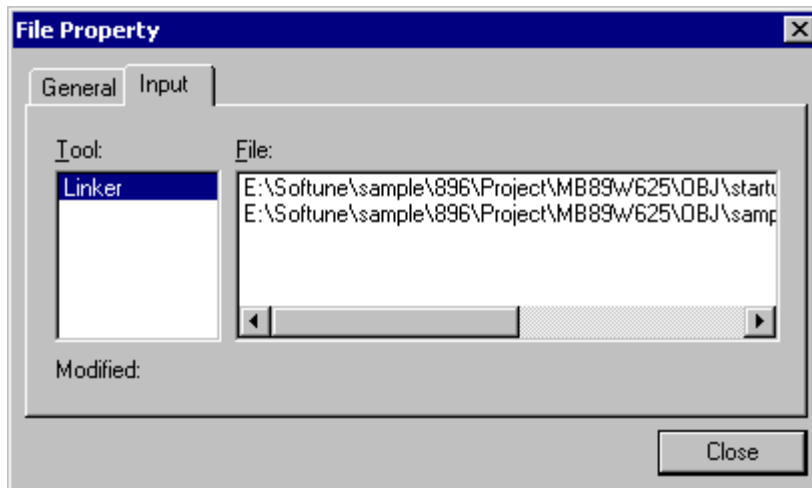 File Property
General Input
Tool: File:
Linker
E:\Softune\sample\896\Project\MB89W625\OBJ\startu
E:\Softune\sample\896\Project\MB89W625\OBJ\samp
Modified:
Close